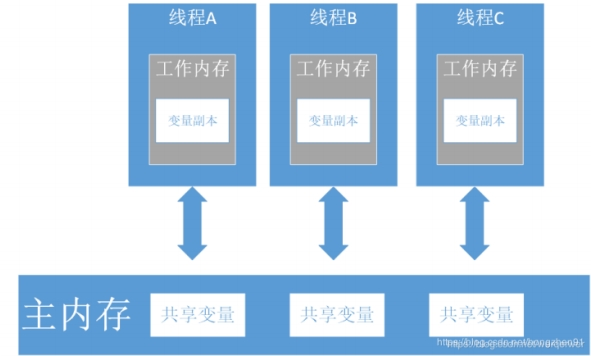 线程A 线程B 线程C
工作内存 工作内存 工作内存
变量副本 变量副本 变量副本
主内存 共享变量 共享变量 共享变量